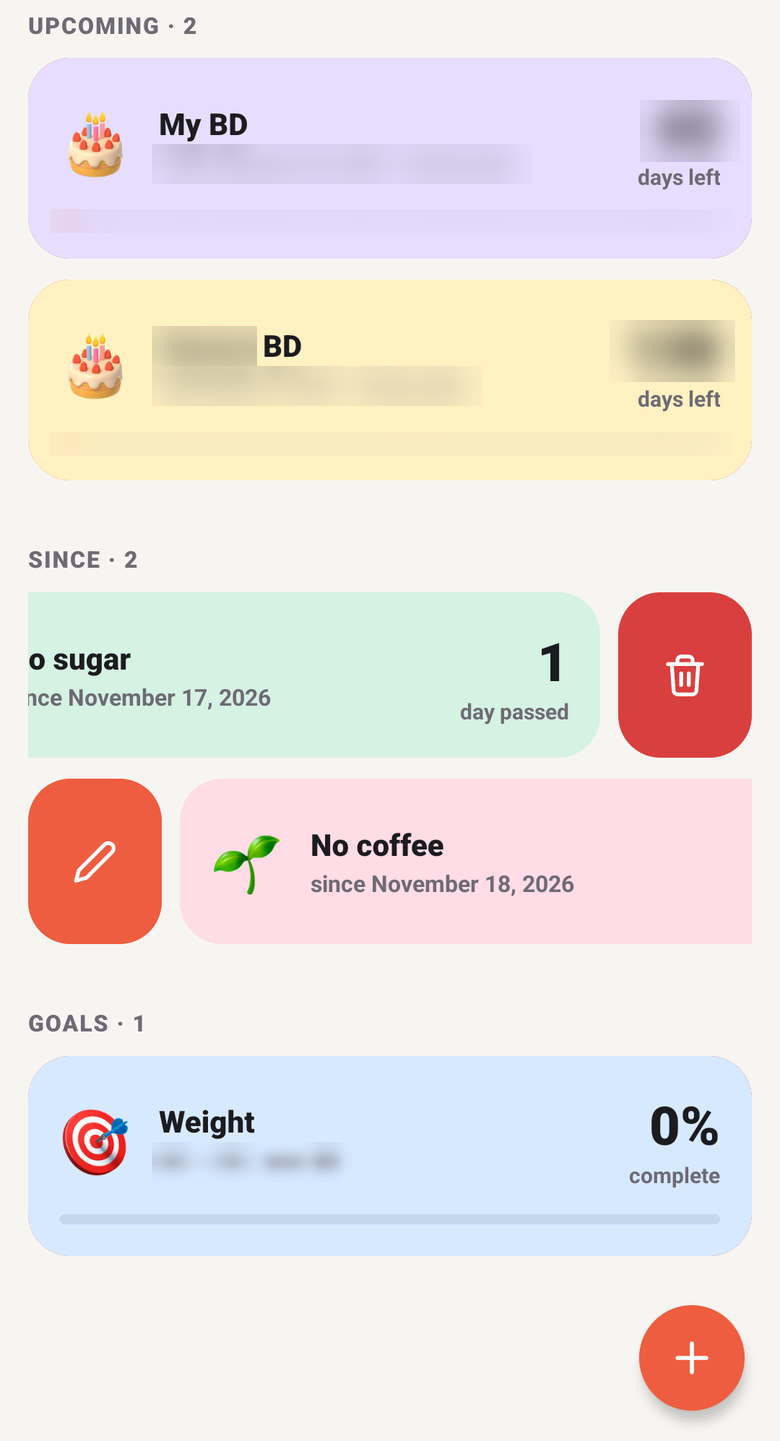 UPCOMING · 2
My BD
days left
BD
days left
SINCE · 2
o sugar
nce November 17, 2026
1
day passed
No coffee
since November 18, 2026
GOALS · 1
Weight
0%
complete